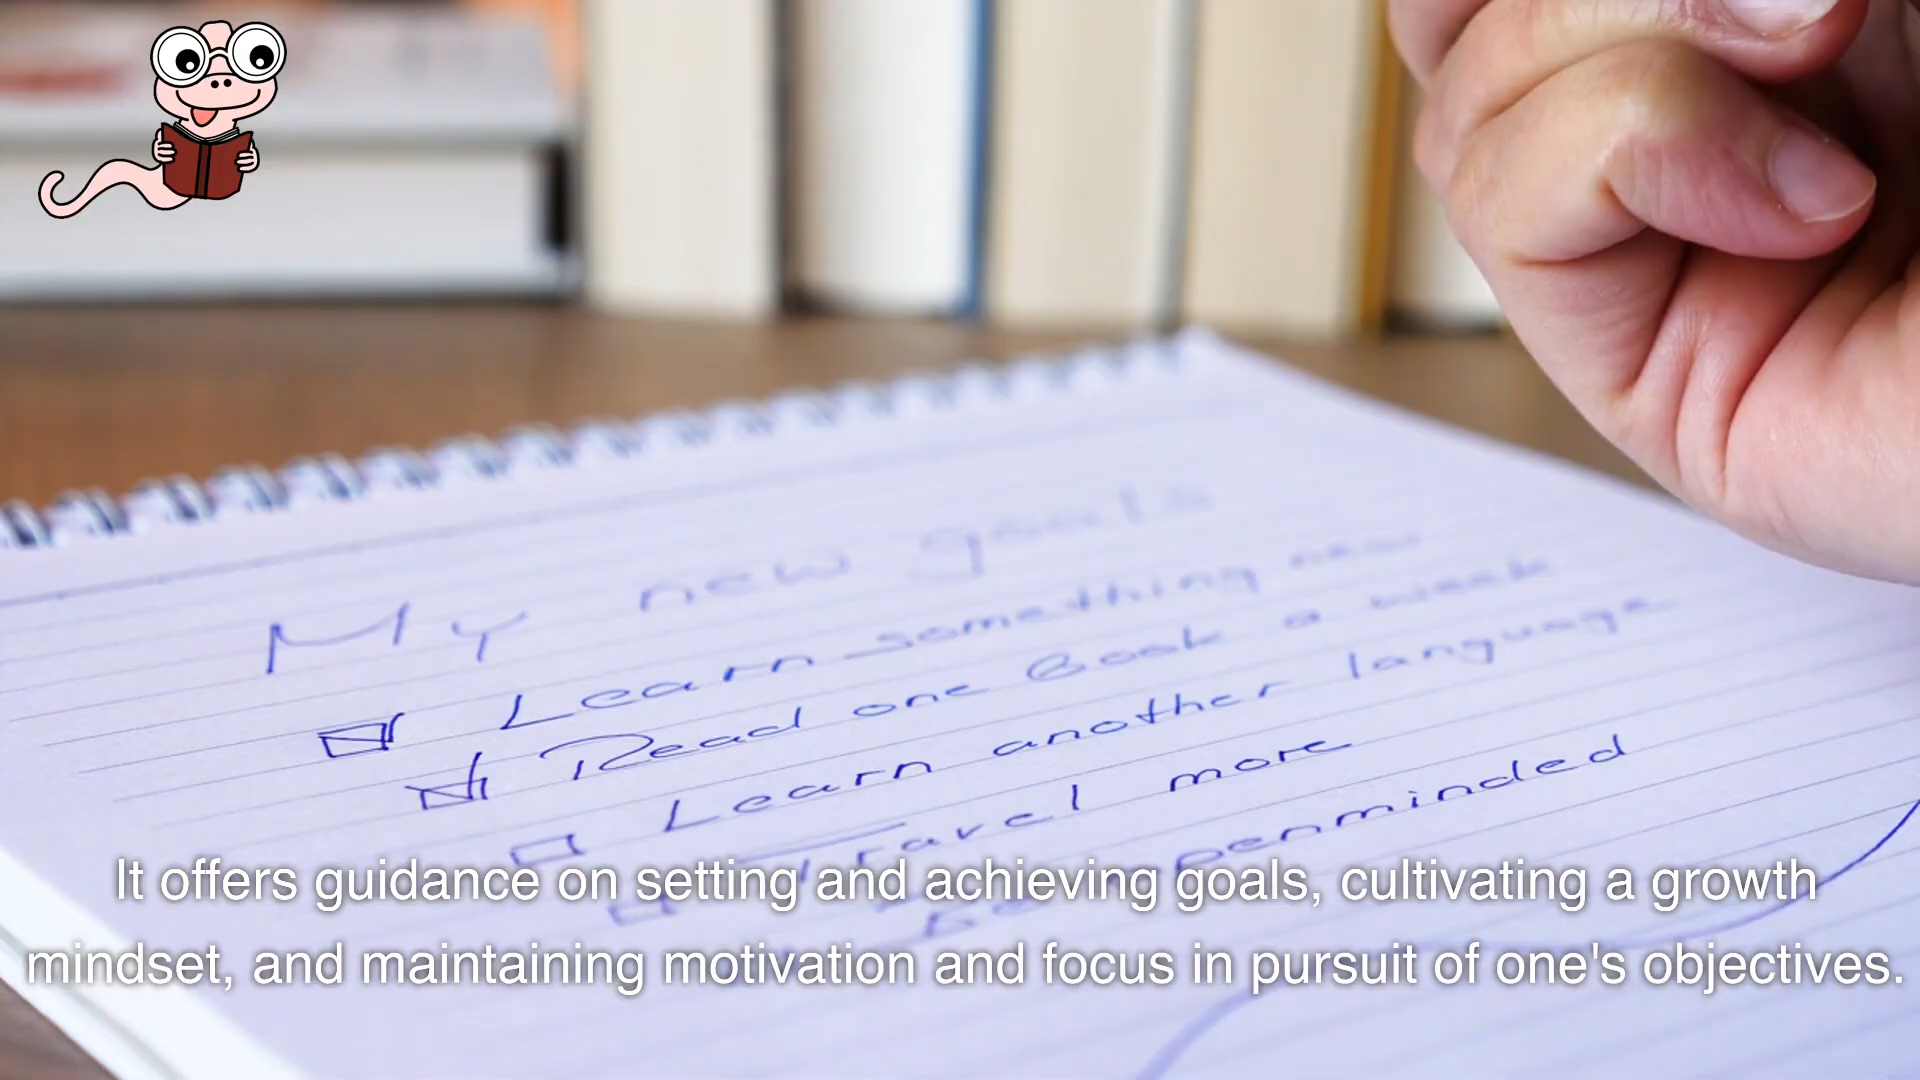 My new goals
Learn something new
Read one Book a week
Learn another language
Travel more
Be openminded
It offers guidance on setting and achieving goals, cultivating a growth
mindset, and maintaining motivation and focus in pursuit of one's objectives.